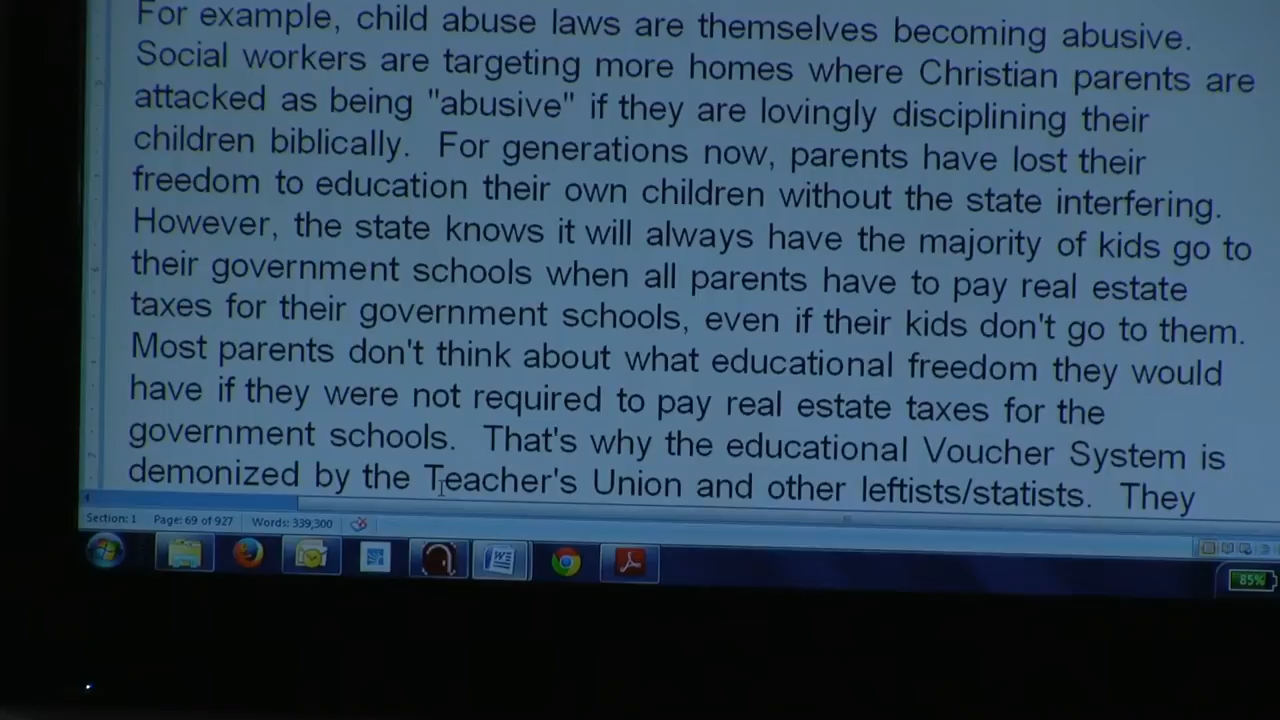 For example, child abuse laws are themselves becoming abusive.
Social workers are targeting more homes where Christian parents are
attacked as being "abusive" if they are lovingly disciplining their
children biblically. For generations now, parents have lost their
freedom to education their own children without the state interfering.
However, the state knows it will always have the majority of kids go to
their government schools when all parents have to pay real estate
taxes for their government schools, even if their kids don't go to them.
Most parents don't think about what educational freedom they would
have if they were not required to pay real estate taxes for the
government schools. That's why the educational Voucher System is
demonized by the Teacher's Union and other leftists/statists. They
Section: 1 Page: 69 of 927 Words: 339,300
85%